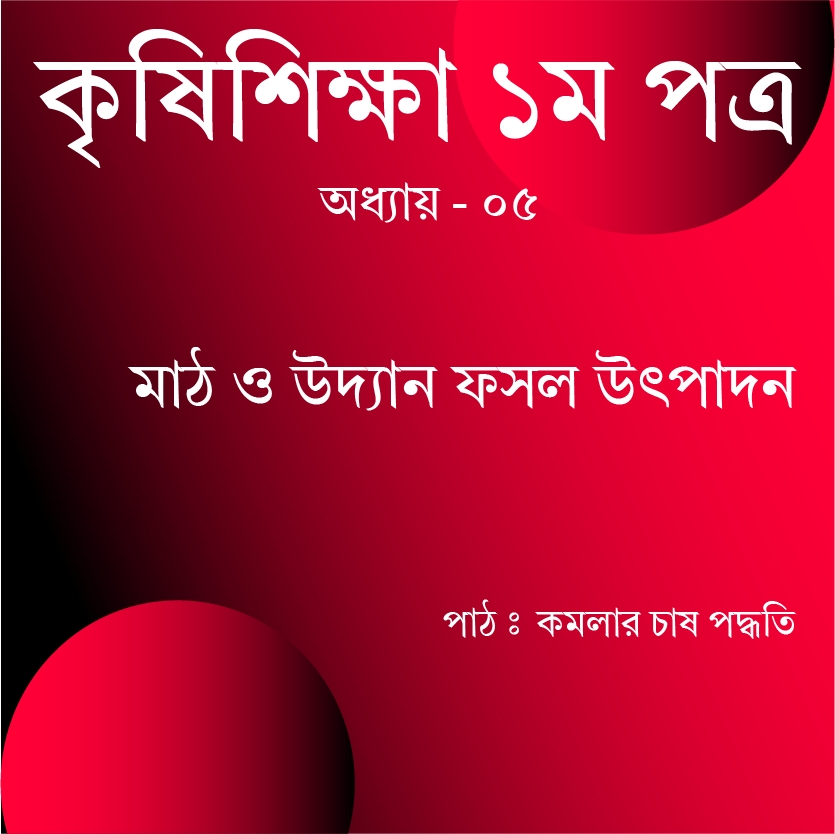 কৃষিশিক্ষা ১ম পত্র
অধ্যায় - ০৫
মাঠ ও উদ্যান ফসল উৎপাদন
পাঠ ঃ কমলার চাষ পদ্ধতি